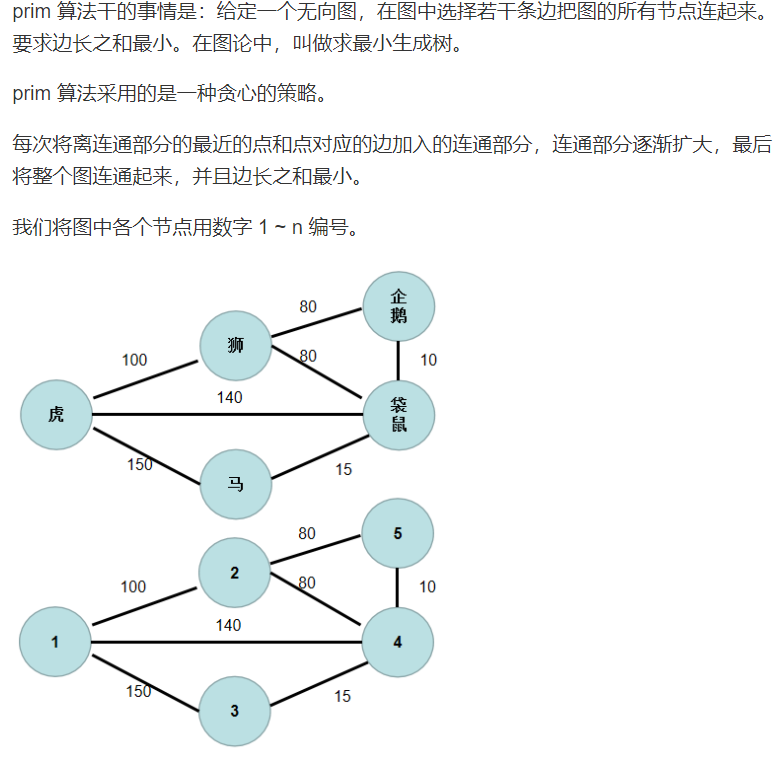 prim 算法干的事情是：给定一个无向图，在图中选择若干条边把图的所有节点连起来。
要求边长之和最小。在图论中，叫做求最小生成树。
prim 算法采用的是一种贪心的策略。
每次将离连通部分的最近的点和点对应的边加入的连通部分，连通部分逐渐扩大，最后
将整个图连通起来，并且边长之和最小。
我们将图中各个节点用数字 1 ~ n 编号。
企
鹅
80
狮
80
100
10
140
袋
鼠
虎
150
马
15
80
5
2
80
100
10
140
1
4
150
3
15